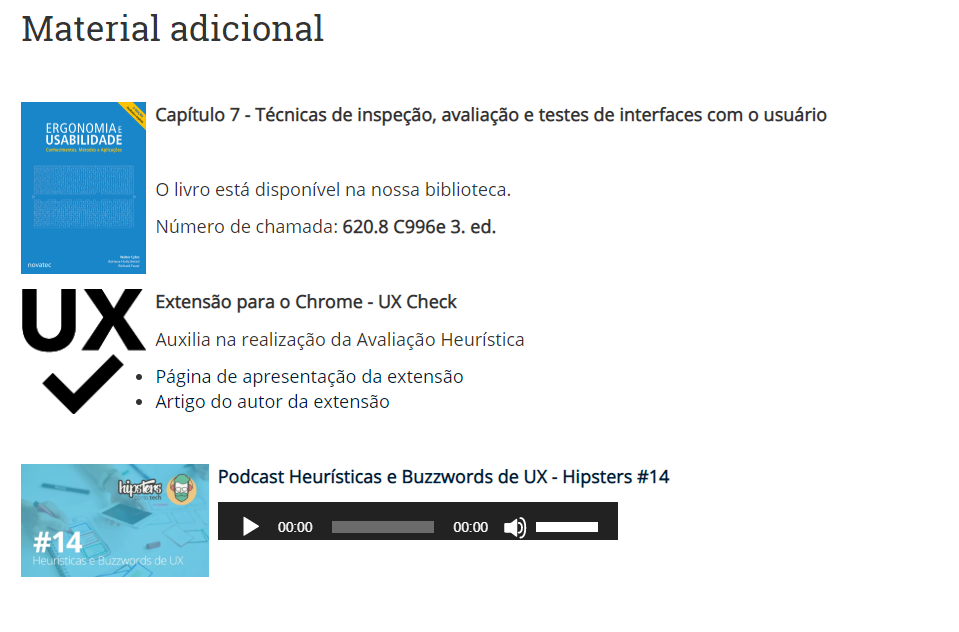 Material adicional
Capítulo 7 - Técnicas de inspeção, avaliação e testes de interfaces com o usuário
ERGONOMIA E
USABILIDADE
Conhecimentos, Métodos e Aplicações
O livro está disponível na nossa biblioteca.
Número de chamada: 620.8 C996e 3. ed.
novatec
UX
Extensão para o Chrome - UX Check
Auxilia na realização da Avaliação Heurística
• Página de apresentação da extensão
• Artigo do autor da extensão
Podcast Heurísticas e Buzzwords de UX - Hipsters #14
hipsters
00:00 00:00
#14
Heurísticas e Buzzwords de UX